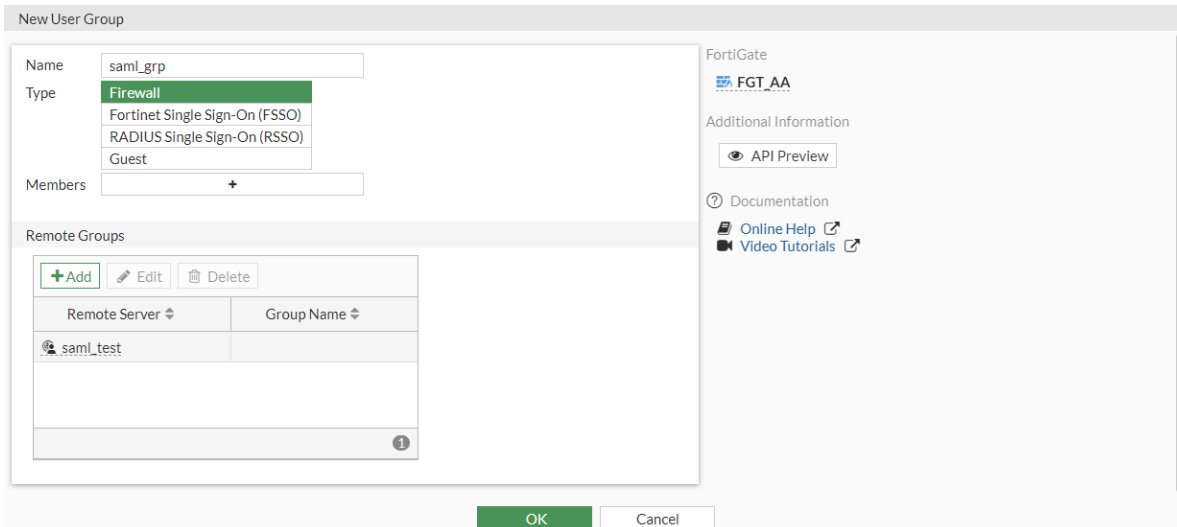 New User Group
Name
saml_grp
Type
Firewall
Fortinet Single Sign-On (FSSO)
RADIUS Single Sign-On (RSSO)
Guest
Members
+
Remote Groups
+Add
Edit
Delete
Remote Server
Group Name
saml_test
1
OK
Cancel
FortiGate
FGT_AA
Additional Information
API Preview
? Documentation
Online Help
Video Tutorials